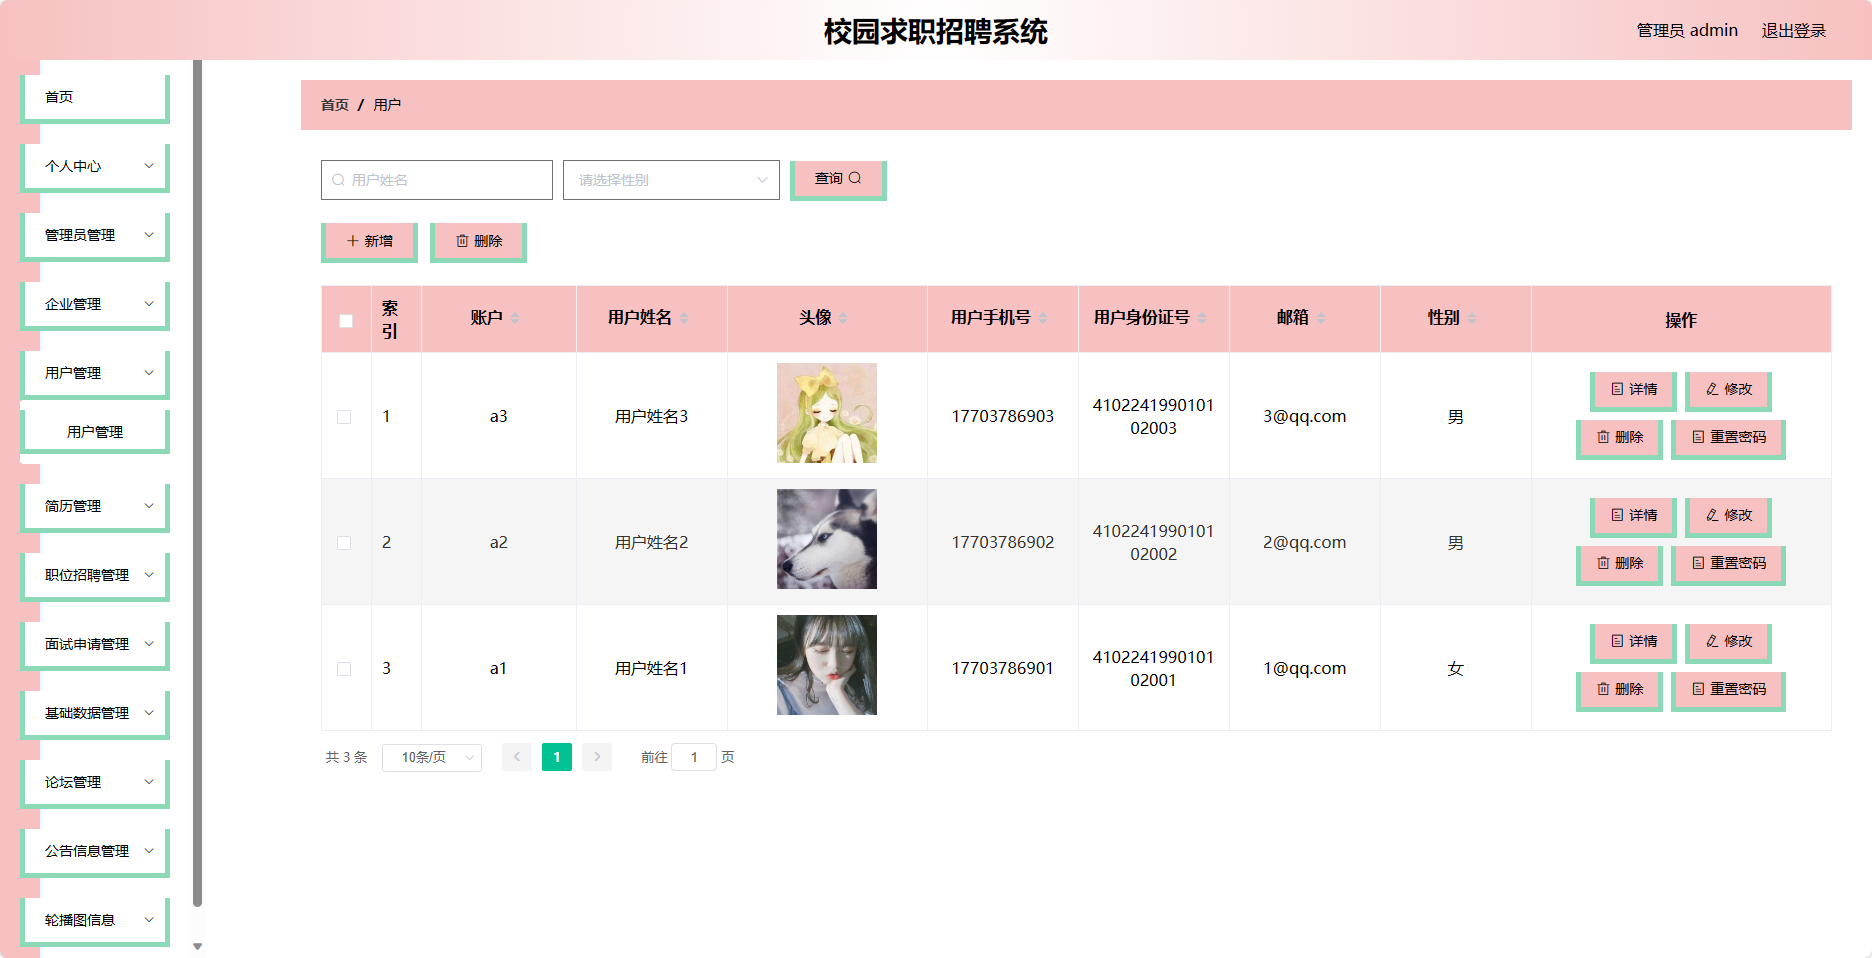 校园求职招聘系统
管理员 admin 退出登录
首页
个人中心
管理员管理
企业管理
用户管理
用户管理
简历管理
职位招聘管理
面试申请管理
基础数据管理
论坛管理
公告信息管理
轮播图信息
首页 / 用户
用户姓名 请选择性别 查询
新增 删除
索引 账户 用户姓名 头像 用户手机号 用户身份证号 邮箱 性别 操作
1 a3 用户姓名3 17703786903 410224199010102003 3@qq.com 男 详情 修改 删除 重置密码
2 a2 用户姓名2 17703786902 410224199010102002 2@qq.com 男 详情 修改 删除 重置密码
3 a1 用户姓名1 17703786901 410224199010102001 1@qq.com 女 详情 修改 删除 重置密码
共 3 条 10条/页 1 前往 1 页